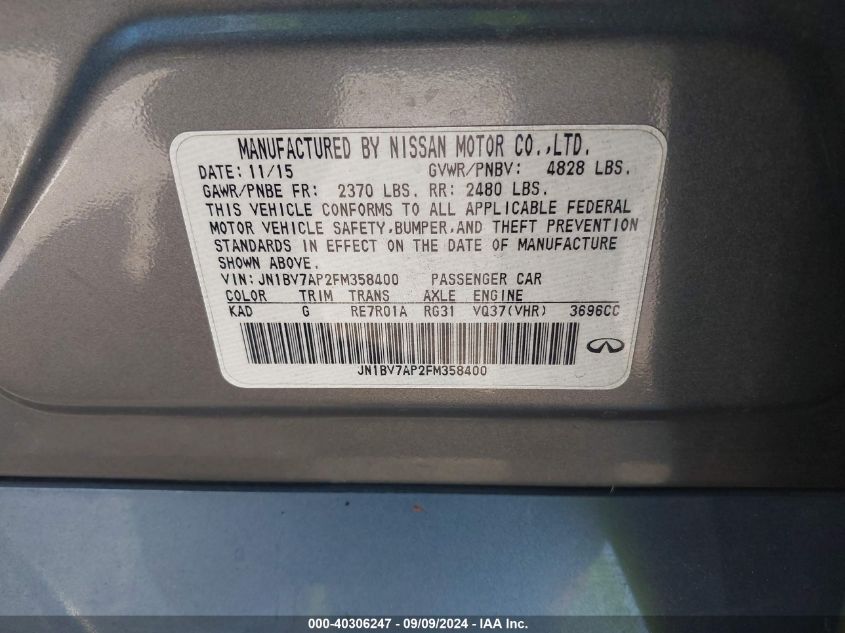 MANUFACTURED BY NISSAN MOTOR CO.,LTD.
DATE: 11/15 GVWR/PNBV: 4828 LBS.
GAWR/PNBE FR: 2370 LBS. RR: 2480 LBS.
THIS VEHICLE CONFORMS TO ALL APPLICABLE FEDERAL
MOTOR VEHICLE SAFETY,BUMPER,AND THEFT PREVENTION
STANDARDS IN EFFECT ON THE DATE OF MANUFACTURE
SHOWN ABOVE.
VIN: JN1BV7AP2FM358400 PASSENGER CAR
COLOR TRIM TRANS AXLE ENGINE
KAD G RE7R01A RG31 VQ37(VHR) 3696CC
JN1BV7AP2FM358400
000-40306247 - 09/09/2024 - IAA Inc.